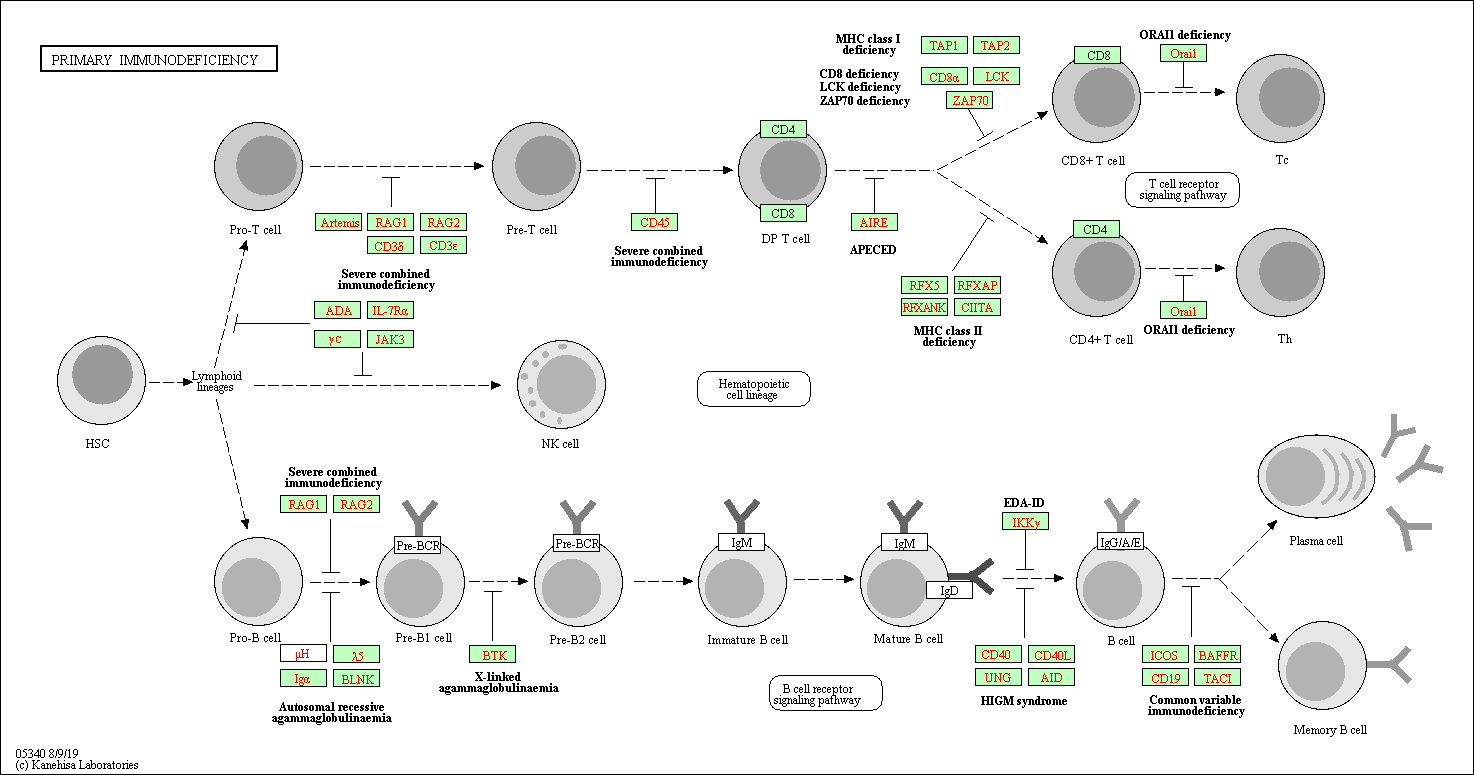 PRIMARY IMMUNODEFICIENCY
MHC class I
deficiency
TAP1
TAP2
CD8 deficiency
LCK deficiency
ZAP70 deficiency
CD8α
LCK
ZAP70
CD8
CD8+ T cell
ORAI1 deficiency
Orai1
Tc
Pro-T cell
Artemis
RAG1
RAG2
CD3δ
CD3ε
Severe combined
immunodeficiency
Pre-T cell
CD45
Severe combined
immunodeficiency
CD4
CD8
DP T cell
AIRE
APECED
T cell receptor
signaling pathway
RFX5
RFXAP
RFXANK
CIITA
MHC class II
deficiency
CD4
CD4+ T cell
Orai1
ORAI1 deficiency
Th
ADA
IL-7Rα
γc
JAK3
HSC
Lymphoid
lineages
NK cell
Hematopoietic
cell lineage
Severe combined
immunodeficiency
RAG1
RAG2
Pro-B cell
μH
λ5
Igα
BLNK
Autosomal recessive
agammaglobulinaemia
Pre-BCR
Pre-B1 cell
BTK
X-linked
agammaglobulinaemia
Pre-BCR
Pre-B2 cell
IgM
Immature B cell
IgM
IgD
Mature B cell
B cell receptor
signaling pathway
EDA-ID
IKKγ
CD40
CD40L
UNG
AID
HIGM syndrome
IgG/A/E
B cell
ICOS
BAFFR
CD19
TACI
Common variable
immunodeficiency
Plasma cell
Memory B cell
05340 8/9/19
(c) Kanehisa Laboratories